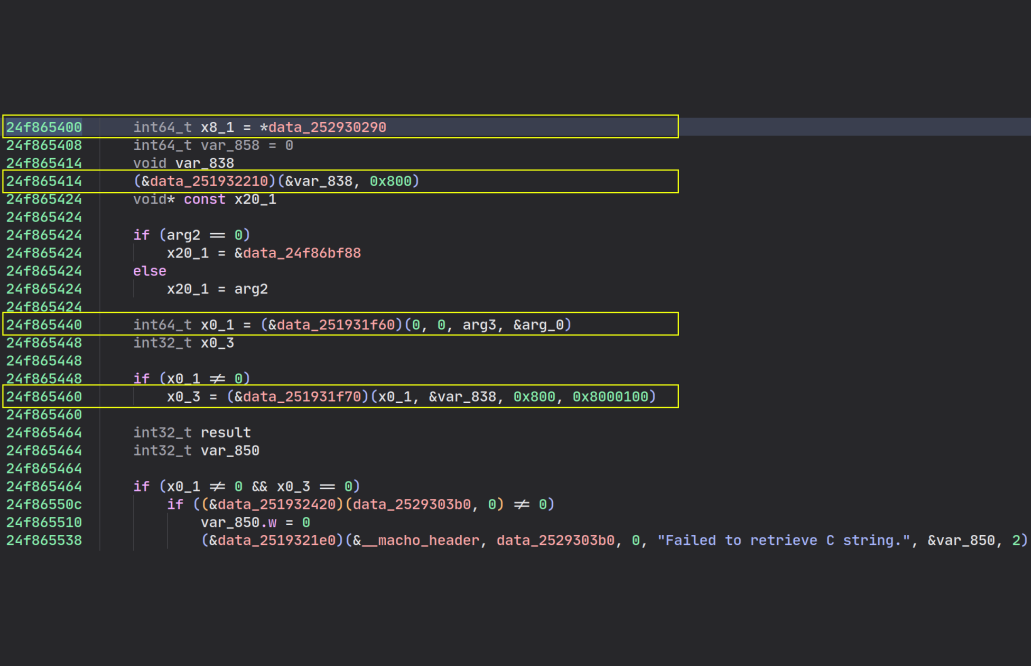 24f865400 int64_t x8_1 = *data_252930290
24f865408 int64_t var_858 = 0
24f865414 void var_838
24f865414 (&data_251932210)(&var_838, 0x800)
24f865424 void* const x20_1
24f865424
24f865424 if (arg2 == 0)
24f865424 x20_1 = &data_24f86bf88
24f865424 else
24f865424 x20_1 = arg2
24f865424
24f865440 int64_t x0_1 = (&data_251931f60)(0, 0, arg3, &arg_0)
24f865448 int32_t x0_3
24f865448
24f865448 if (x0_1 != 0)
24f865460 x0_3 = (&data_251931f70)(x0_1, &var_838, 0x800, 0x8000100)
24f865460
24f865464 int32_t result
24f865464 int32_t var_850
24f865464
24f865464 if (x0_1 != 0 && x0_3 == 0)
24f86550c if ((&data_251932420)(data_2529303b0, 0) != 0)
24f865510 var_850.w = 0
24f865538 (&data_2519321e0)(&__macho_header, data_2529303b0, 0, "Failed to retrieve C string.", &var_850, 2)